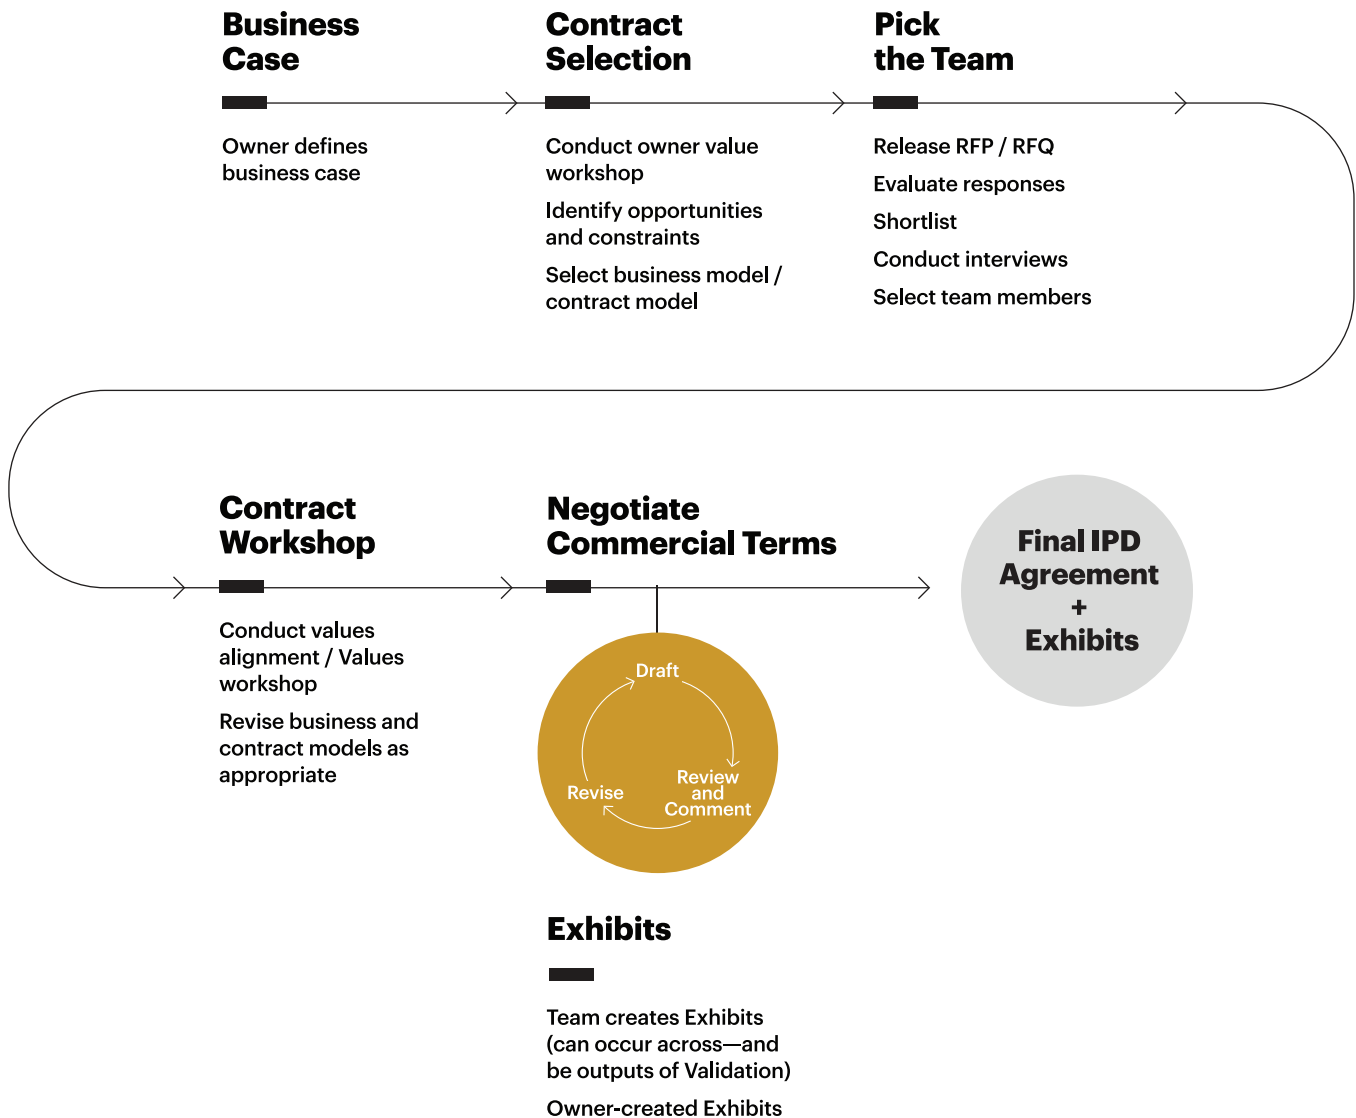 Business
Case
Owner defines
business case
Contract
Selection
Conduct owner value
workshop
Identify opportunities
and constraints
Select business model /
contract model
Pick
the Team
Release RFP / RFQ
Evaluate responses
Shortlist
Conduct interviews
Select team members
Contract
Workshop
Conduct values
alignment / Values
workshop
Revise business and
contract models as
appropriate
Negotiate
Commercial Terms
Draft
Review
and
Comment
Revise
Exhibits
Team creates Exhibits
(can occur across—and
be outputs of Validation)
Owner-created Exhibits
Final IPD
Agreement
+
Exhibits